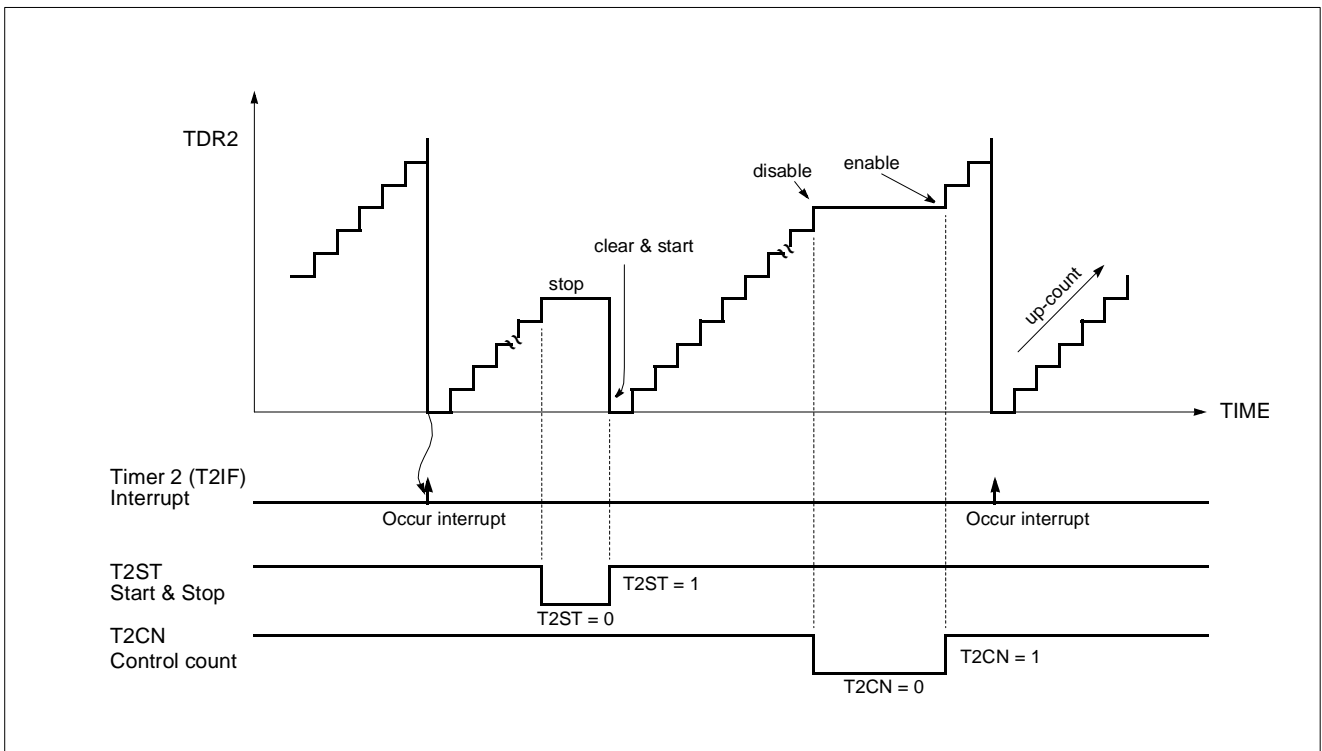 TDR2
disable
enable
clear & start
stop
up-count
TIME
Timer 2 (T2IF)
Interrupt
Occur interrupt
Occur interrupt
T2ST
Start & Stop
T2ST = 1
T2ST = 0
T2CN
Control count
T2CN = 1
T2CN = 0